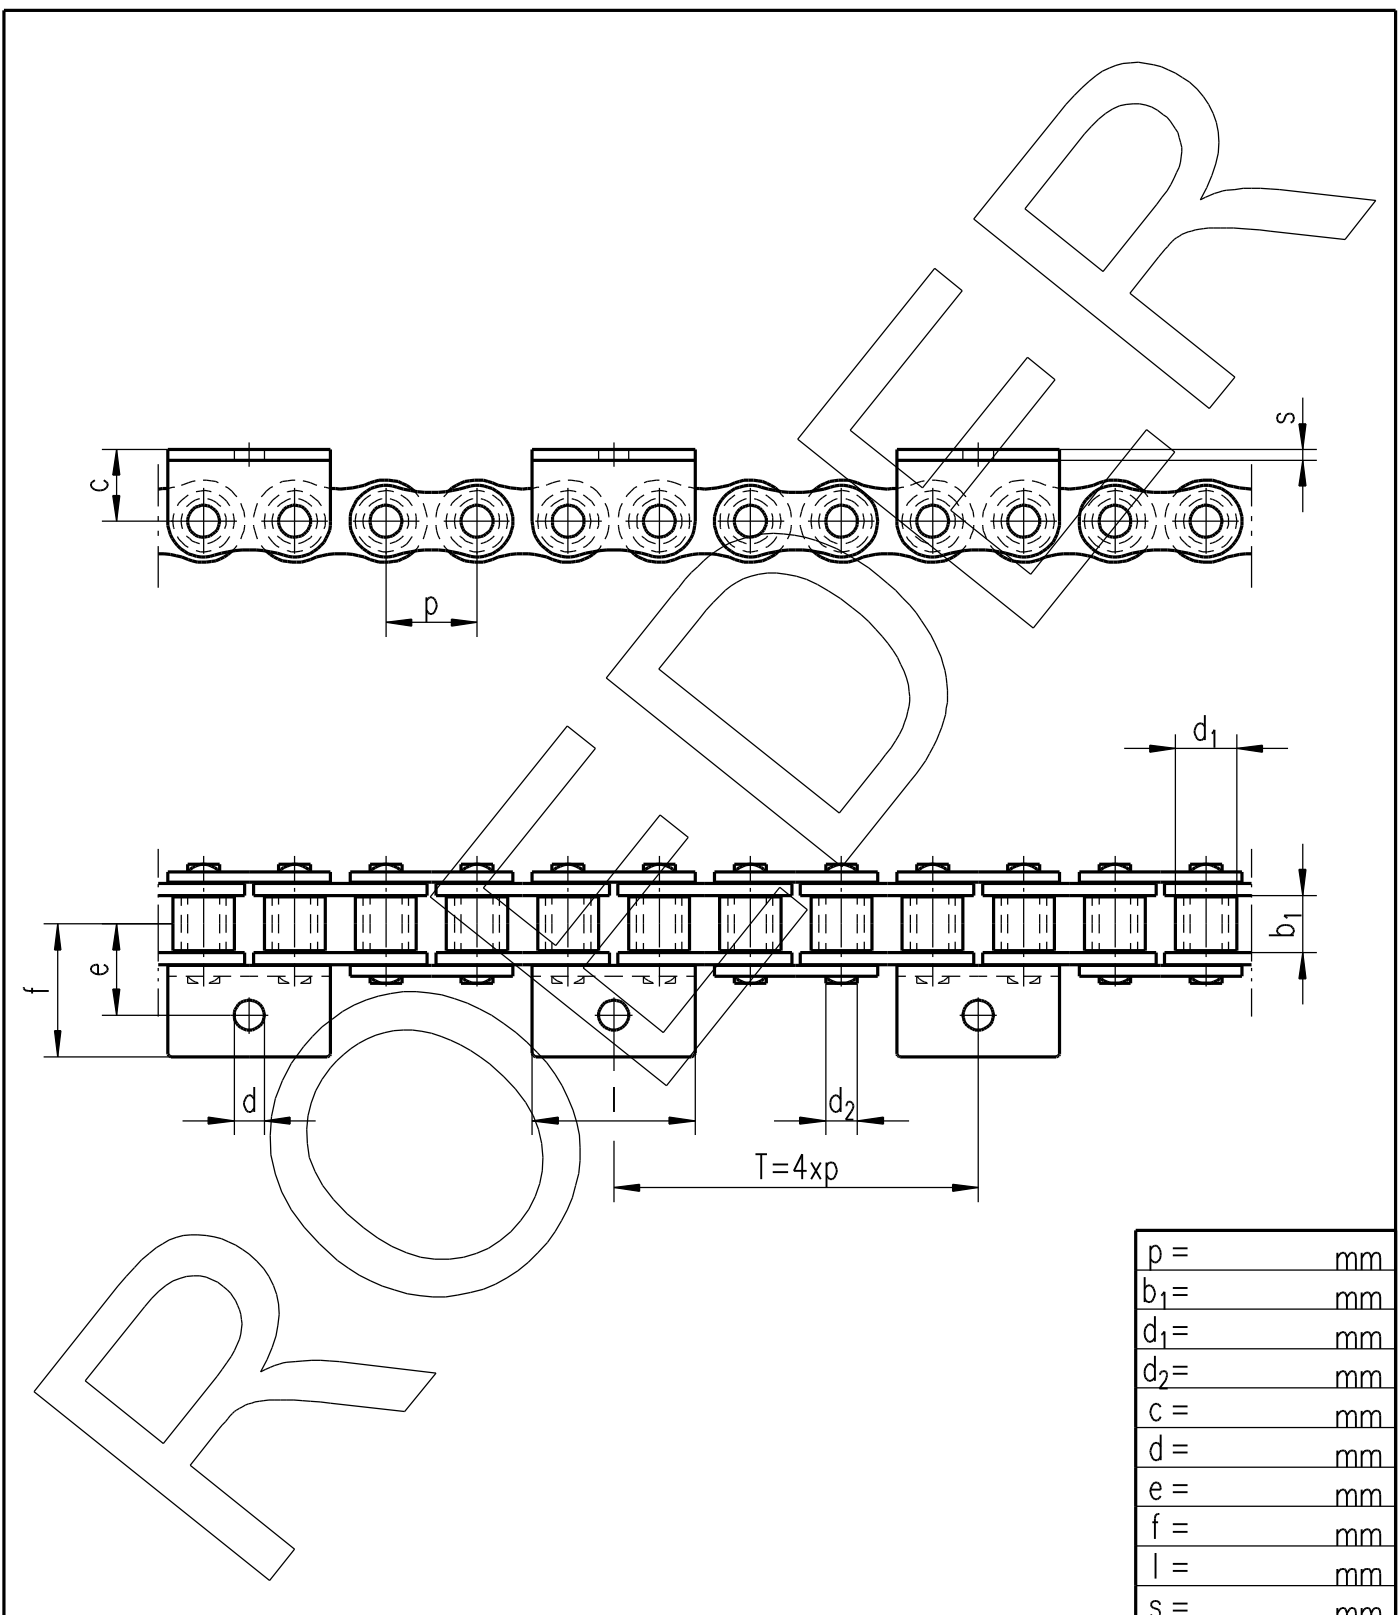 s
c
p
d₁
b₁
e
f
d
l
d₂
T=4xp
ROEDER
p = mm
b₁= mm
d₁= mm
d₂= mm
c = mm
d = mm
e = mm
f = mm
l = mm
s = mm